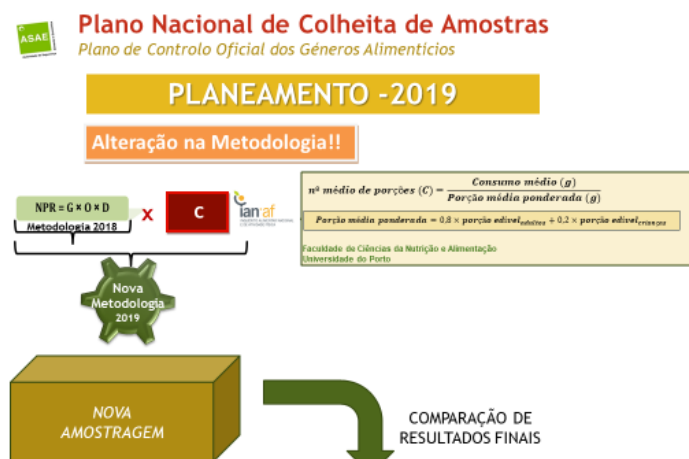 ASAE
Plano Nacional de Colheita de Amostras
Plano de Controlo Oficial dos Géneros Alimentícios
PLANEAMENTO -2019
Alteração na Metodologia!!
NPR = G × O × D
Metodologia 2018
X
C
ian.af
nº médio de porções (C) = Consumo médio (g)
Porção média ponderada (g)
Porção média ponderada = 0,8 × porção edível adultos + 0,2 × porção edível crianças
Faculdade de Ciências da Nutrição e Alimentação
Universidade do Porto
Nova
Metodologia
2019
NOVA
AMOSTRAGEM
COMPARAÇÃO DE
RESULTADOS FINAIS